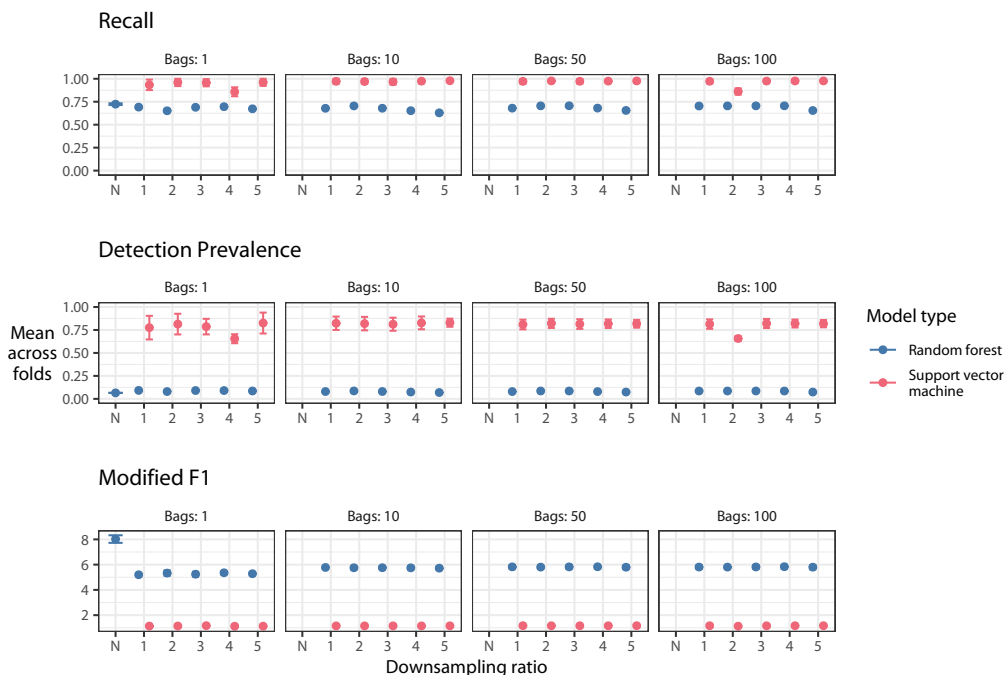 Recall
Bags: 1
Bags: 10
Bags: 50
Bags: 100
1.00
0.75
0.50
0.25
0.00
N 1 2 3 4 5
N 1 2 3 4 5
N 1 2 3 4 5
N 1 2 3 4 5
Detection Prevalence
Bags: 1
Bags: 10
Bags: 50
Bags: 100
1.00
0.75
0.50
0.25
0.00
N 1 2 3 4 5
N 1 2 3 4 5
N 1 2 3 4 5
N 1 2 3 4 5
Mean
across
folds
Model type
Random forest
Support vector
machine
Modified F1
Bags: 1
Bags: 10
Bags: 50
Bags: 100
8
6
4
2
N 1 2 3 4 5
N 1 2 3 4 5
N 1 2 3 4 5
N 1 2 3 4 5
Downsampling ratio